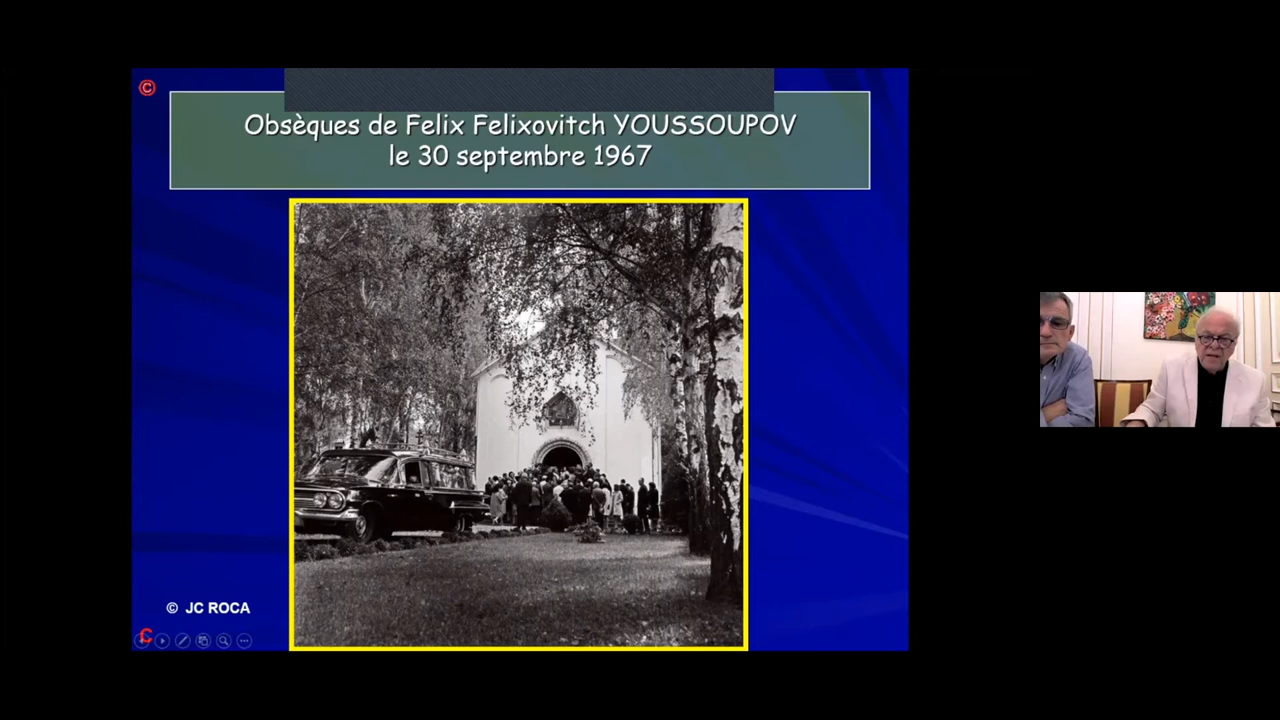 ©
Obsèques de Felix Felixovitch YOUSSOUPOV
le 30 septembre 1967
© JC ROCA
C